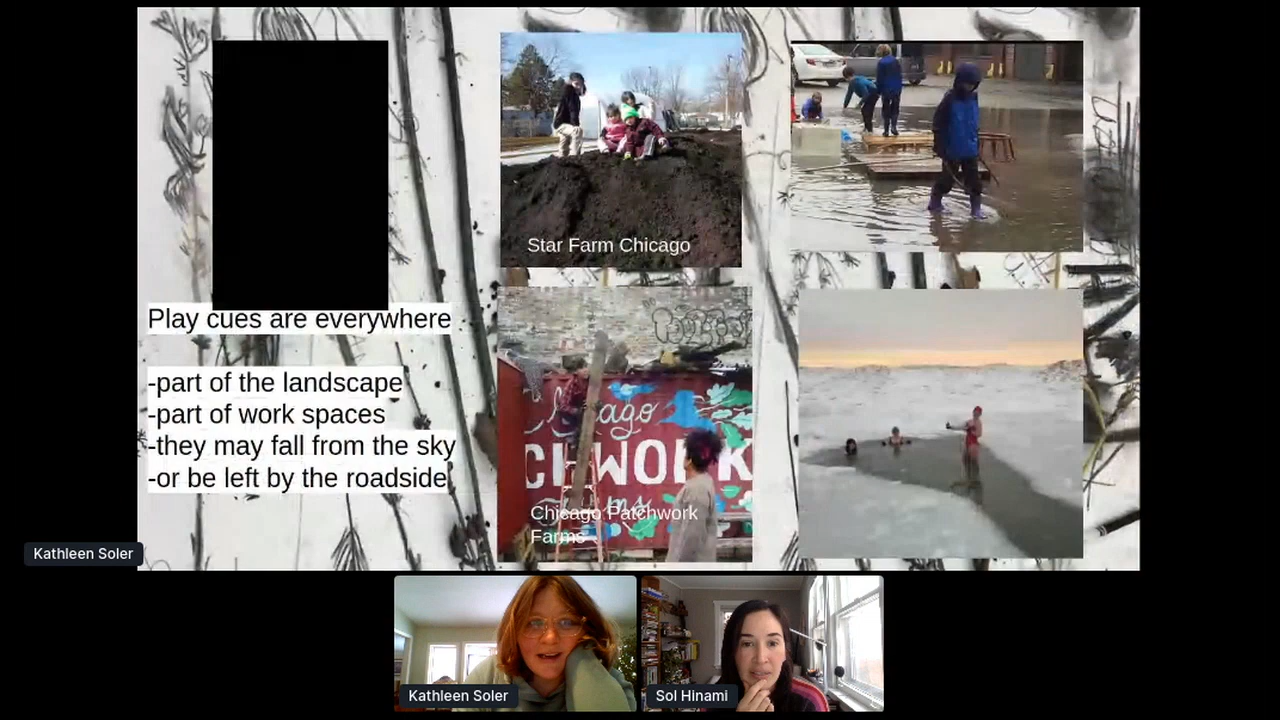 Play cues are everywhere
-part of the landscape
-part of work spaces
-they may fall from the sky
-or be left by the roadside
Star Farm Chicago
CHWORK
Chicago Patchwork
Farms
Kathleen Soler
Kathleen Soler
Sol Hinami